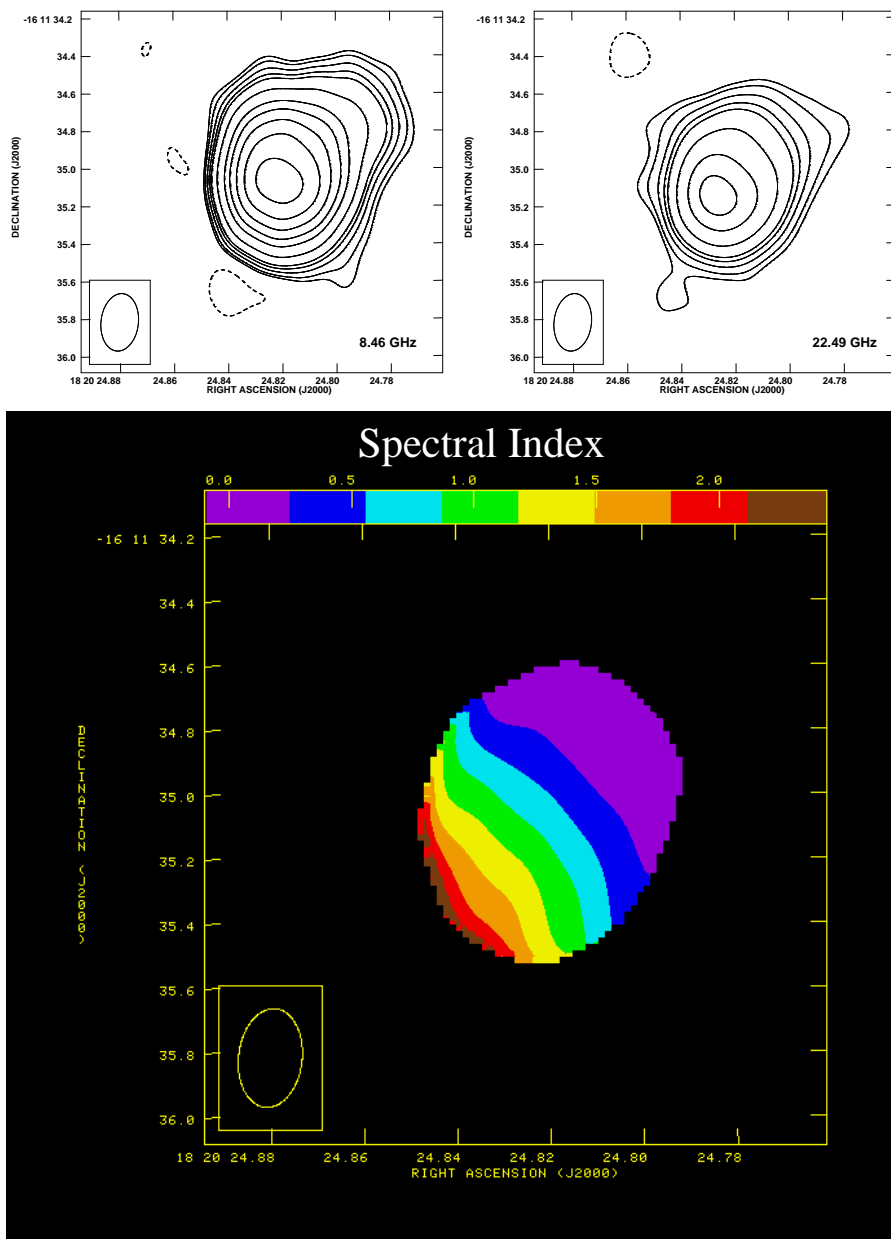 -16 11 34.2
34.4
34.6
34.8
35.0
35.2
35.4
35.6
35.8
36.0
DECLINATION (J2000)
8.46 GHz
18 20 24.88 24.86 24.84 24.82 24.80 24.78
RIGHT ASCENSION (J2000)
-16 11 34.2
34.4
34.6
34.8
35.0
35.2
35.4
35.6
35.8
36.0
DECLINATION (J2000)
22.49 GHz
18 20 24.88 24.86 24.84 24.82 24.80 24.78
RIGHT ASCENSION (J2000)
Spectral Index
0.0 0.5 1.0 1.5 2.0
-16 11 34.2
34.4
34.6
34.8
35.0
35.2
35.4
35.6
35.8
36.0
DECLINATION (J2000)
18 20 24.88 24.86 24.84 24.82 24.80 24.78
RIGHT ASCENSION (J2000)